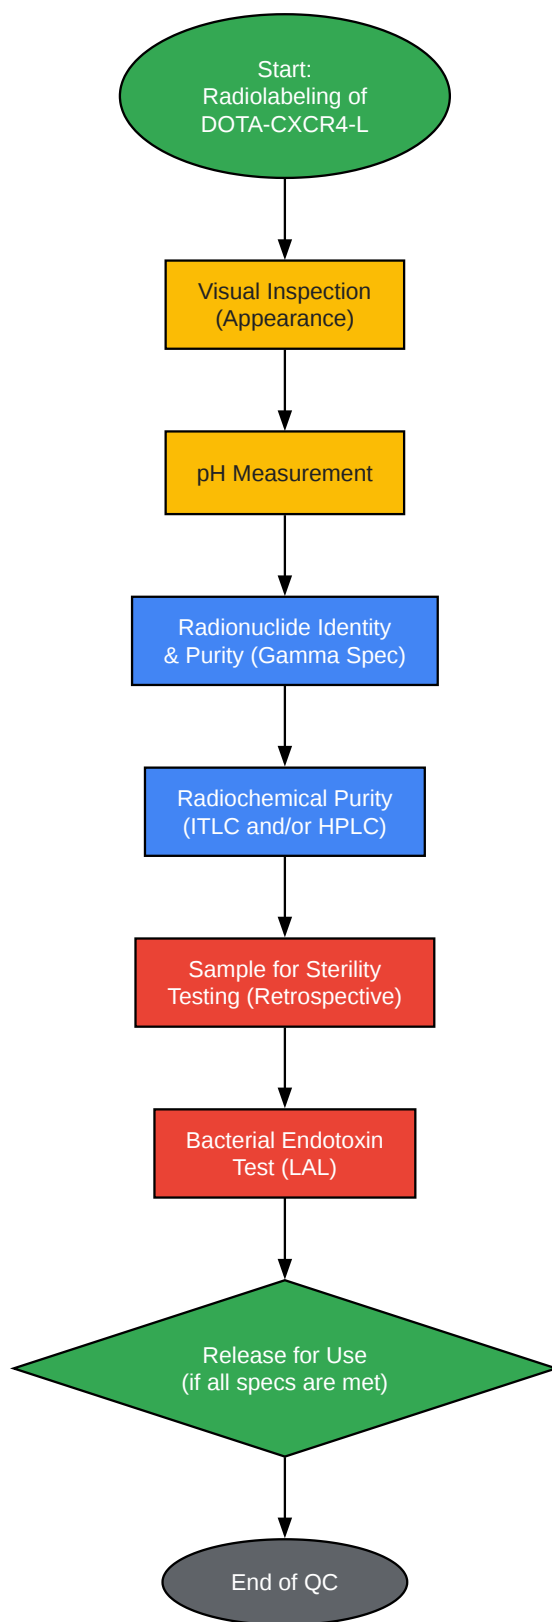 Start:
Radiolabeling of
DOTA-CXCR4-L
Visual Inspection
(Appearance)
pH Measurement
Radionuclide Identity
& Purity (Gamma Spec)
Radiochemical Purity
(ITLC and/or HPLC)
Sample for Sterility
Testing (Retrospective)
Bacterial Endotoxin
Test (LAL)
Release for Use
(if all specs are met)
End of QC